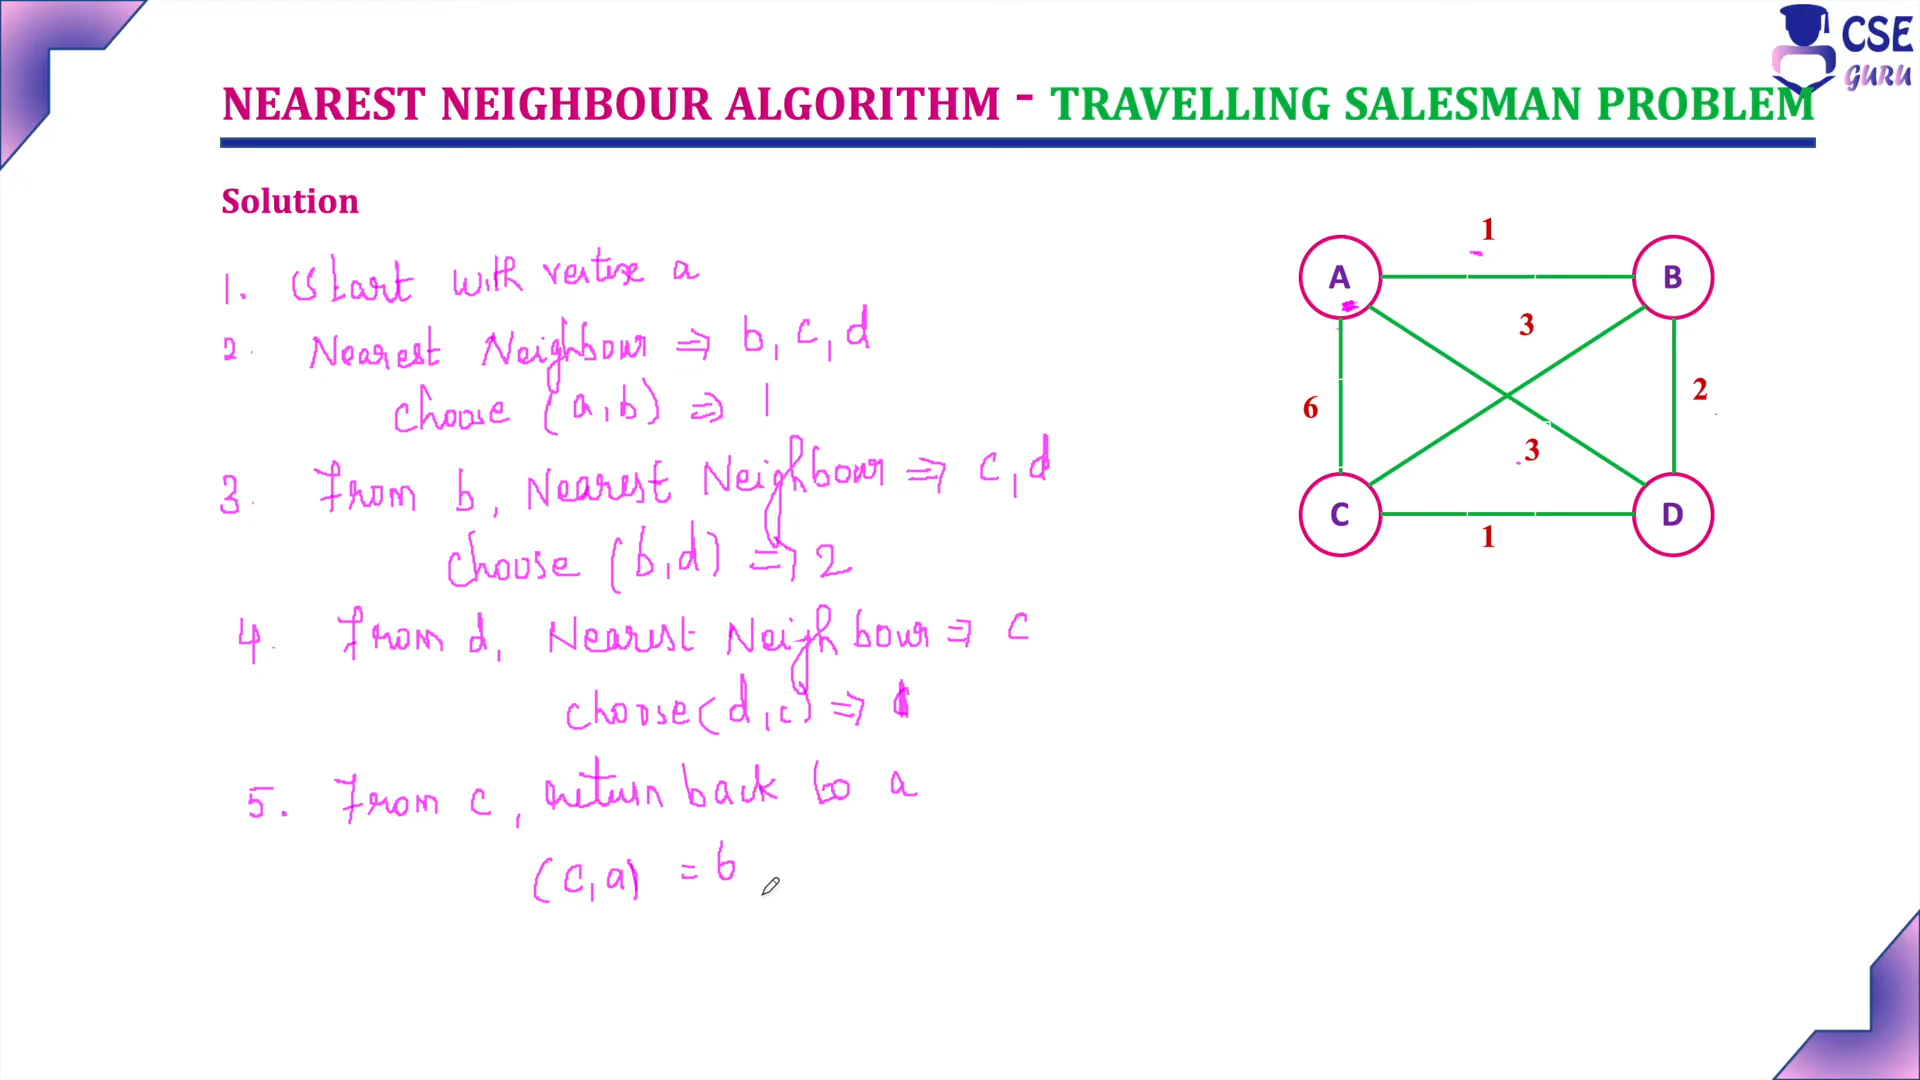 CSE
GURU
NEAREST NEIGHBOUR ALGORITHM - TRAVELLING SALESMAN PROBLEM
Solution
1. Start with vertex a
2. Nearest Neighbour ⇒ b, c, d
choose (a,b) ⇒ 1
3. From b, Nearest Neighbour ⇒ c, d
choose (b,d) ⇒ 2
4. From d, Nearest Neighbour ⇒ c
choose (d,c) ⇒ 1
5. From c, return back to a
(c,a) = 6
1
A B
3
6 2
3
C D
1